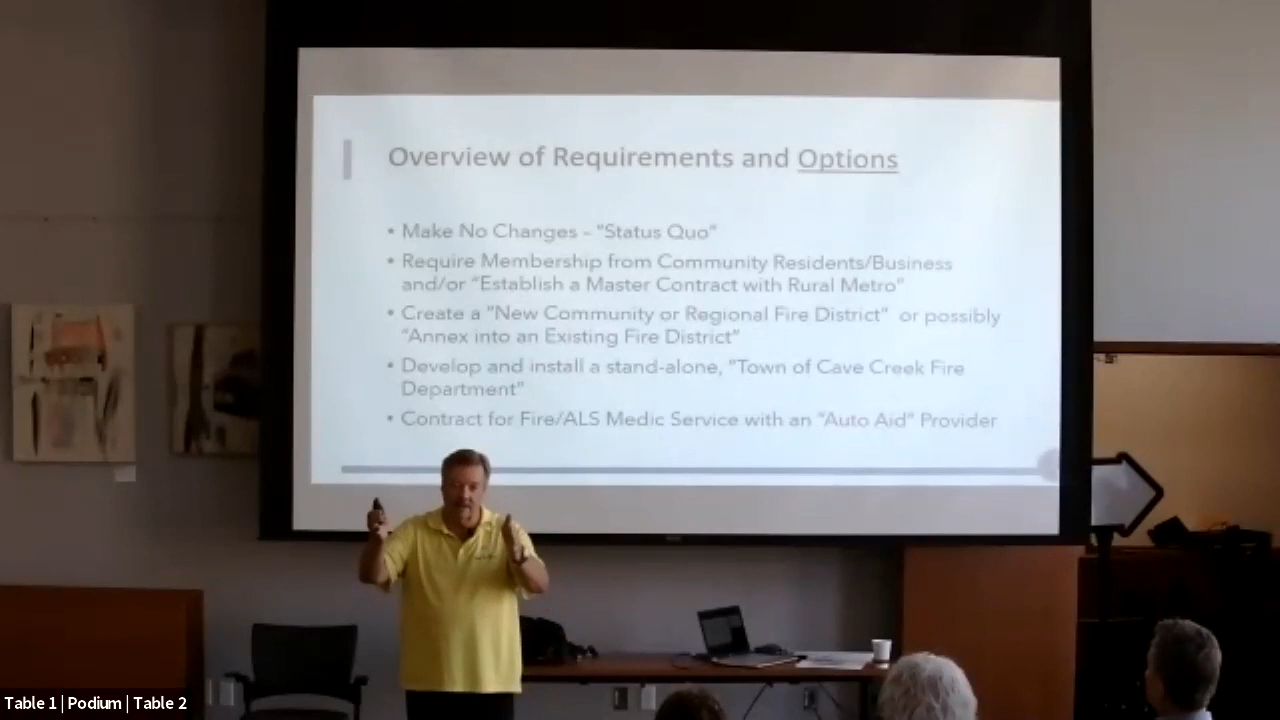 Overview of Requirements and Options
• Make No Changes – "Status Quo"
• Require Membership from Community Residents/Business
and/or "Establish a Master Contract with Rural Metro"
• Create a "New Community or Regional Fire District" or possibly
"Annex into an Existing Fire District"
• Develop and install a stand-alone, "Town of Cave Creek Fire
Department"
• Contract for Fire/ALS Medic Service with an "Auto Aid" Provider
Table 1 | Podium | Table 2